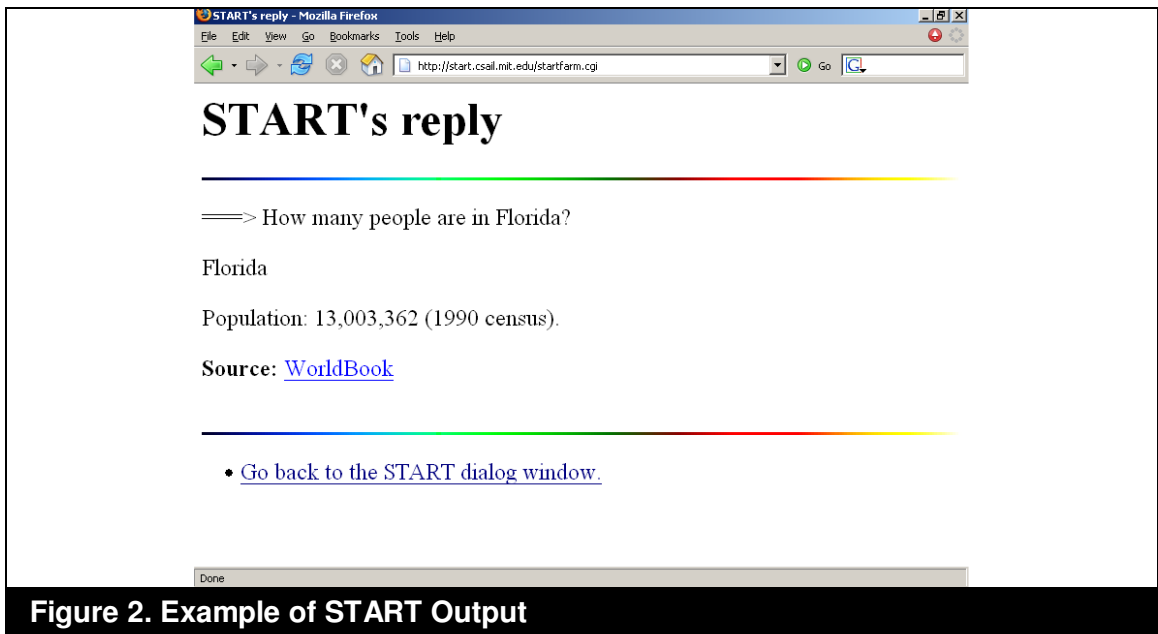 START's reply - Mozilla Firefox
File Edit View Go Bookmarks Tools Help
http://start.csail.mit.edu/startfarm.cgi Go G
START's reply
===> How many people are in Florida?
Florida
Population: 13,003,362 (1990 census).
Source: WorldBook
• Go back to the START dialog window.
Done
Figure 2. Example of START Output